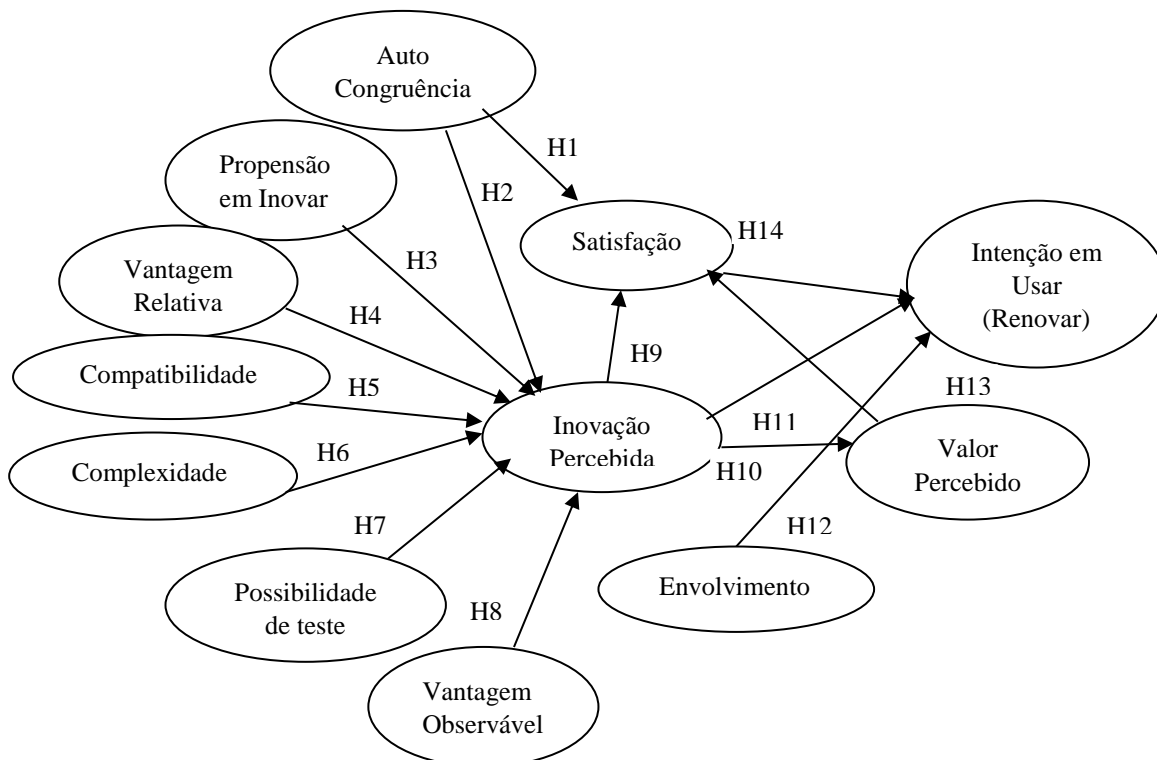 Auto
Congruência
H1
Propensão
em Inovar
H2
Satisfação
H14
Intenção em
Usar
(Renovar)
Vantagem
Relativa
H3
H4
H9
Compatibilidade
H5
H13
Inovação
Percebida
H11
H10
Valor
Percebido
Complexidade
H6
H7
H12
Possibilidade
de teste
H8
Envolvimento
Vantagem
Observável